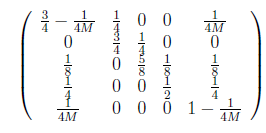 3/4 − 1/4M 1/4 0 0 1/4M
0 3/4 1/4 0 0
1/8 0 5/8 1/8 1/8
1/4 0 0 1/2 1/4
1/4M 0 0 0 1 − 1/4M